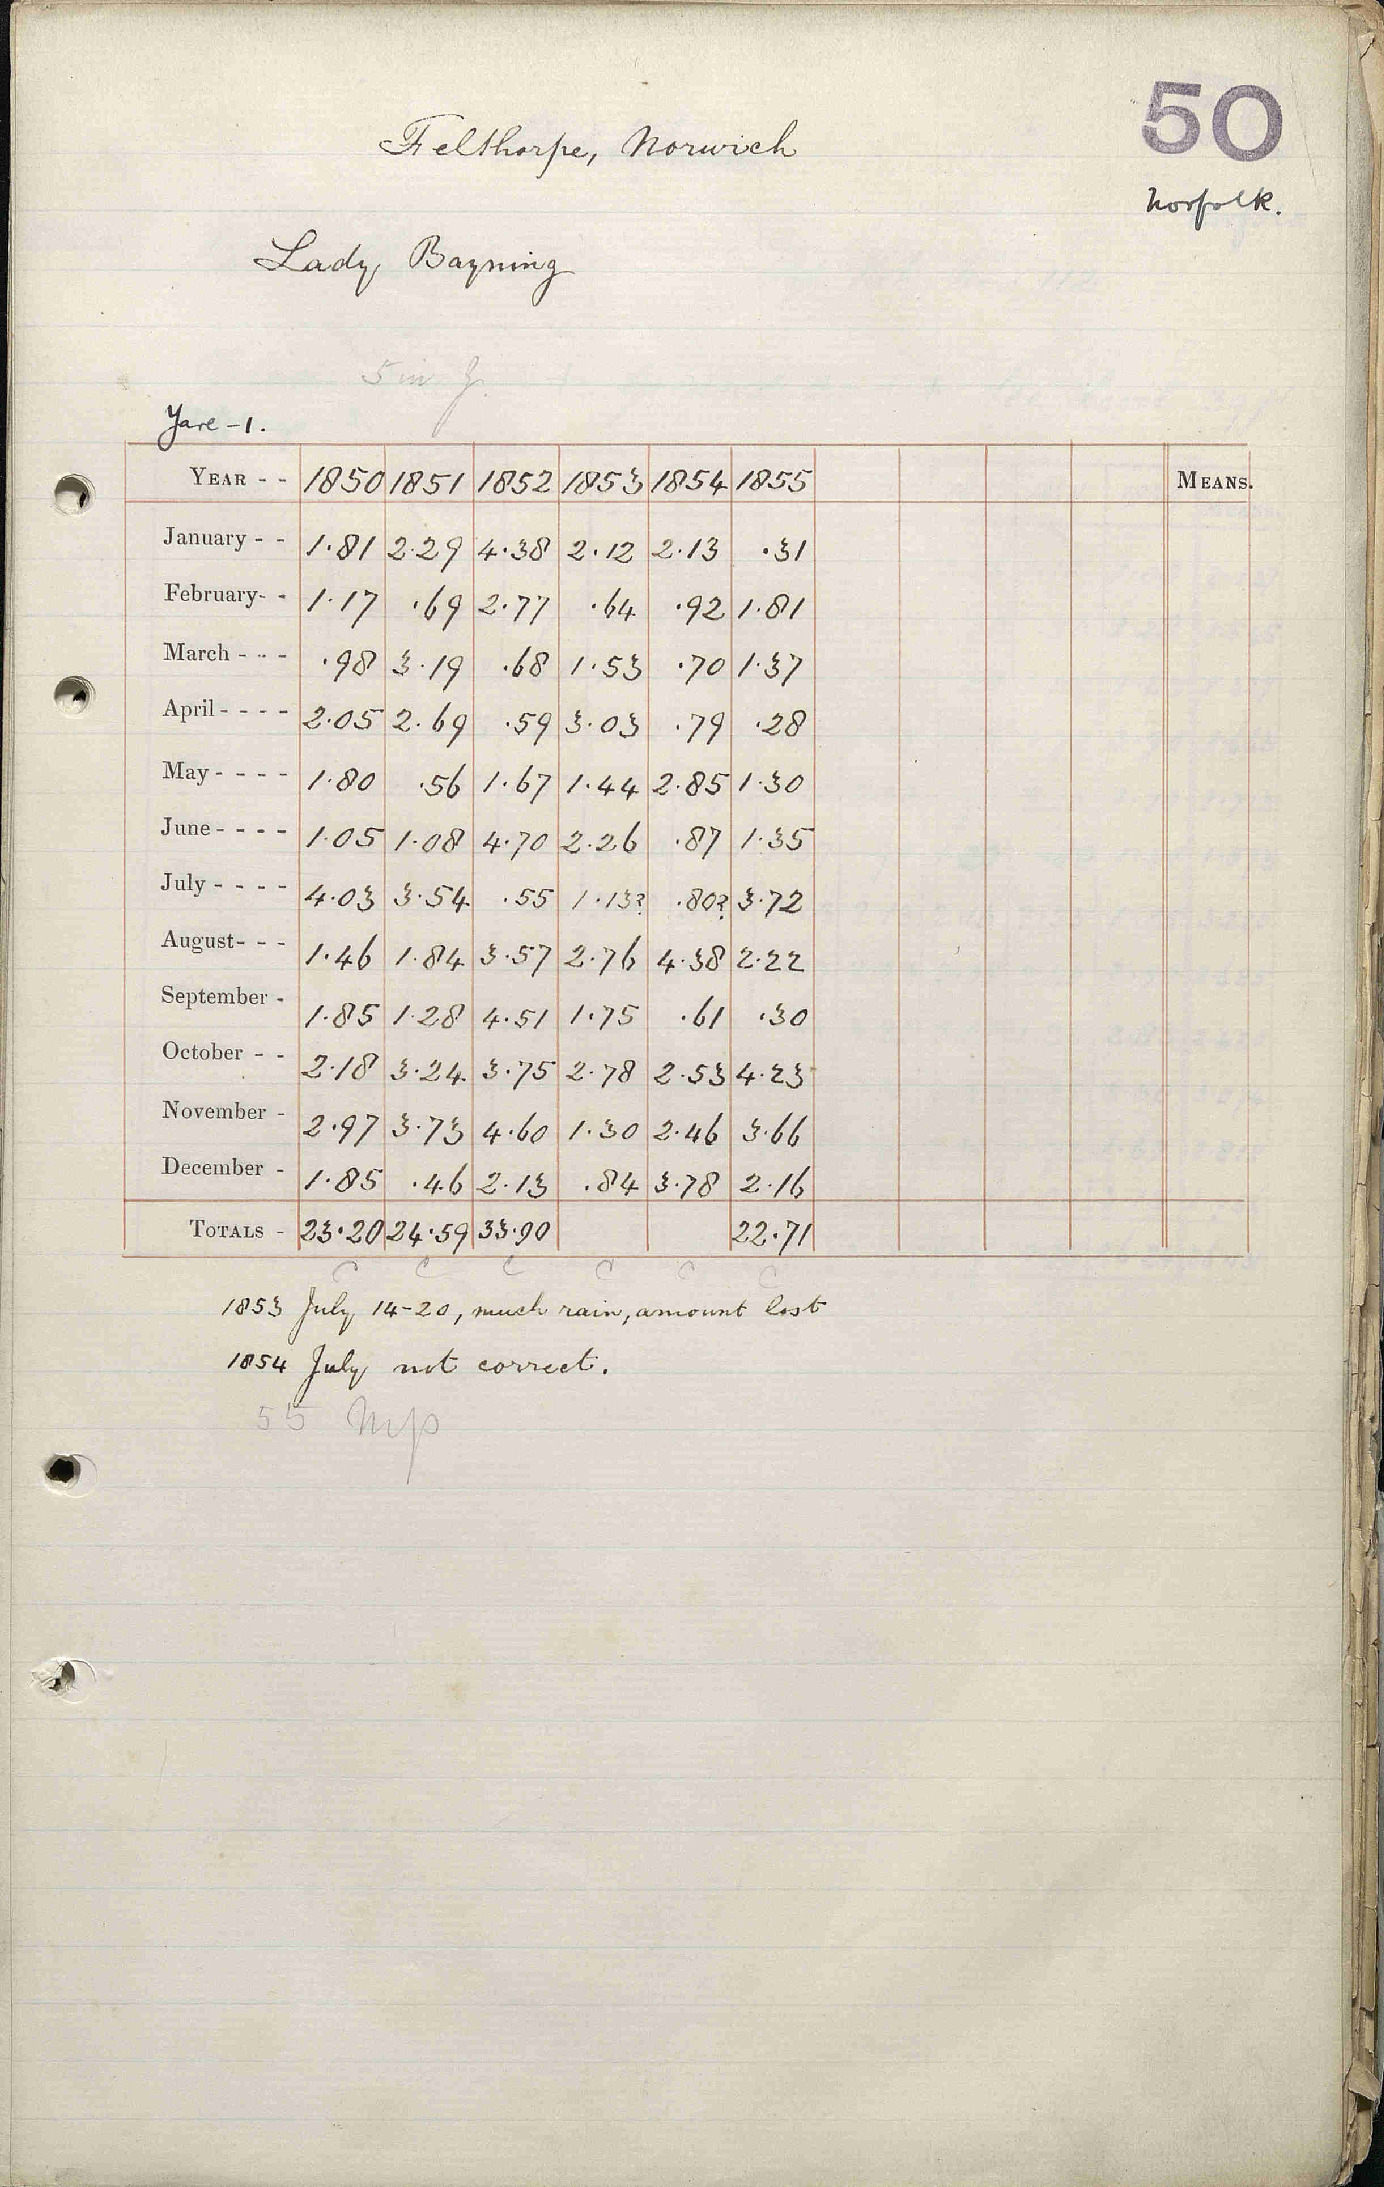 50
Felthorpe, Norwich
Norfolk.
Lady Bayning
5 in g.
Yare - 1.
YEAR - - 1850 1851 1852 1853 1854 1855 MEANS.
January - - 1.81 2.29 4.38 2.12 2.13 .31
February- - 1.17 .69 2.77 .64 .92 1.81
March - - - .98 3.19 .68 1.53 .70 1.37
April - - - - 2.05 2.69 .59 3.03 .79 .28
May - - - - 1.80 .56 1.67 1.44 2.85 1.30
June - - - - 1.05 1.08 4.70 2.26 .87 1.35
July - - - - 4.03 3.54 .55 1.13? .80? 3.72
August- - - 1.46 1.84 3.57 2.76 4.38 2.22
September - 1.85 1.28 4.51 1.75 .61 .30
October - - 2.18 3.24 3.75 2.78 2.53 4.23
November - 2.97 3.73 4.60 1.30 2.46 3.66
December - 1.85 .46 2.13 .84 3.78 2.16
TOTALS - 23.20 24.59 33.90 22.71
C C C C C C
1853 July 14-20, much rain, amount lost
1854 July not correct.
55